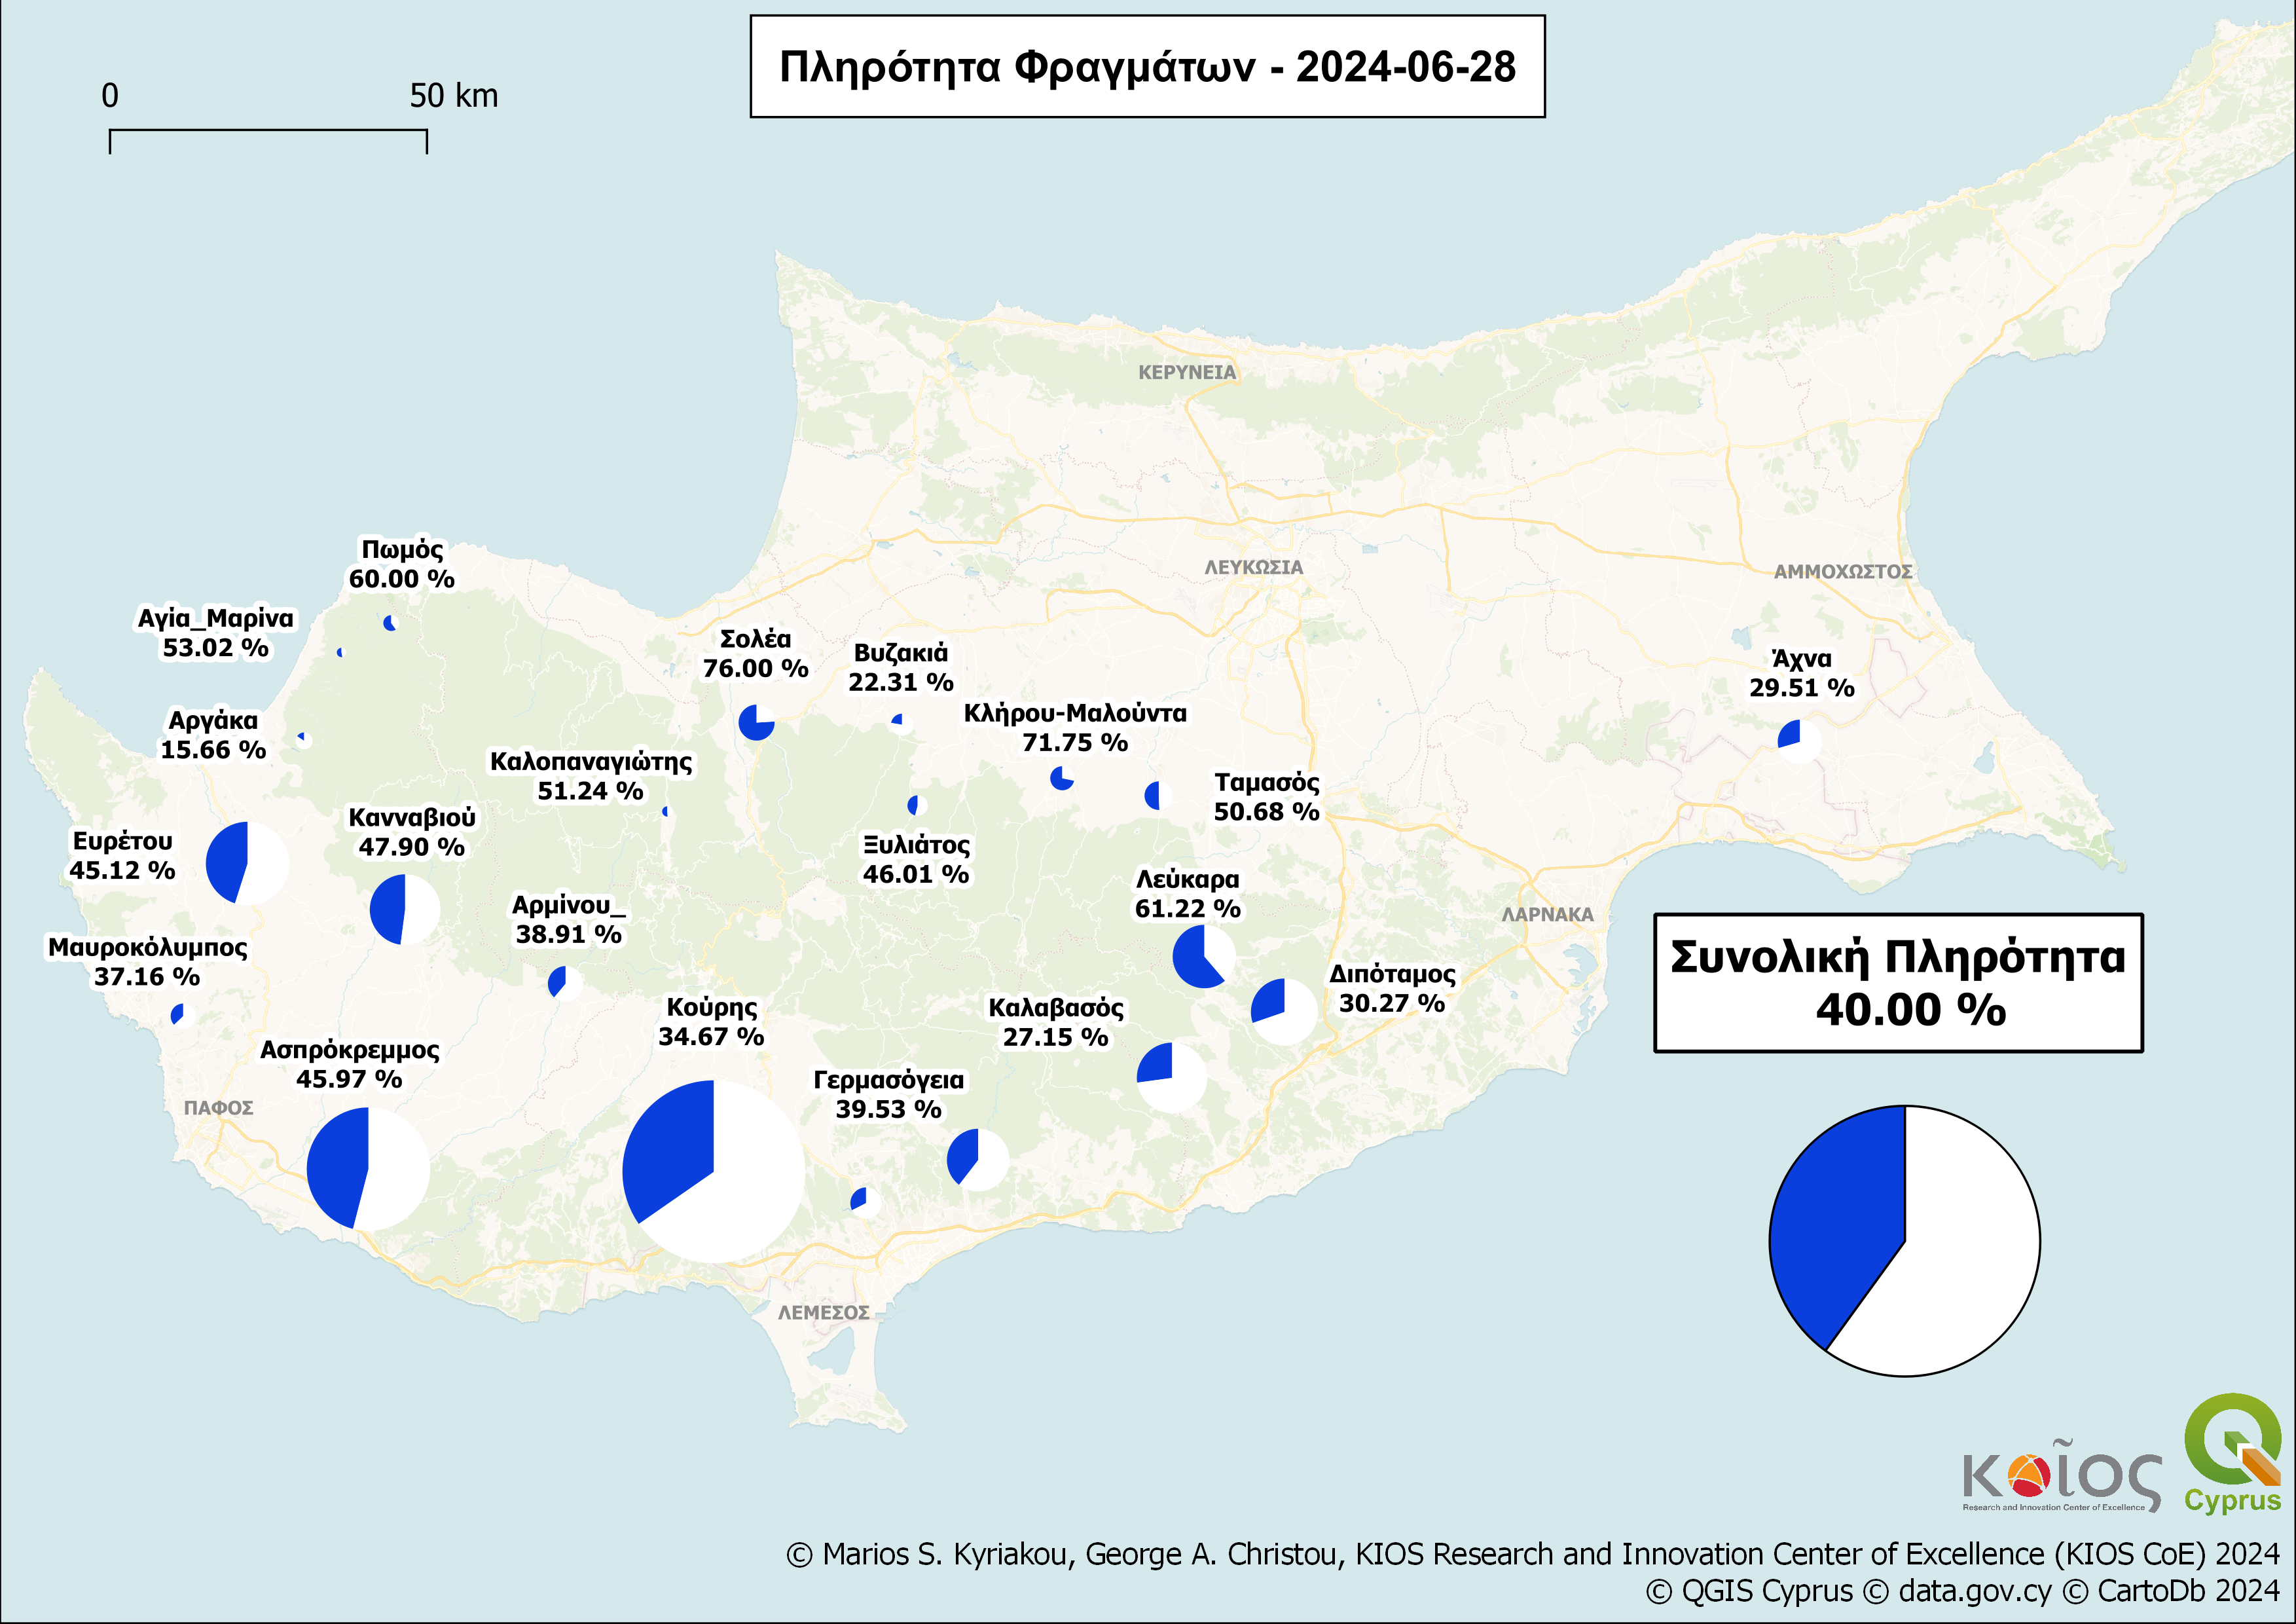 Πληρότητα Φραγμάτων - 2024-06-28
0 50 km
ΚΕΡΥΝΕΙΑ
ΛΕΥΚΩΣΙΑ
ΑΜΜΟΧΩΣΤΟΣ
Πωμός
60.00 %
Αγία_Μαρίνα
53.02 %
Σολέα
76.00 %
Βυζακιά
22.31 %
Άχνα
29.51 %
Αργάκα
15.66 %
Κλήρου-Μαλούντα
71.75 %
Καλοπαναγιώτης
51.24 %
Ταμασός
50.68 %
Κανναβιού
47.90 %
Ευρέτου
45.12 %
Ξυλιάτος
46.01 %
Λεύκαρα
61.22 %
Αρμίνου_
38.91 %
ΛΑΡΝΑΚΑ
Μαυροκόλυμπος
37.16 %
Συνολική Πληρότητα
40.00 %
Διπόταμος
30.27 %
Κούρης
34.67 %
Καλαβασός
27.15 %
Ασπρόκρεμμος
45.97 %
Γερμασόγεια
39.53 %
ΠΑΦΟΣ
ΛΕΜΕΣΟΣ
κοῖος
Research and Innovation Center of Excellence
Cyprus
© Marios S. Kyriakou, George A. Christou, KIOS Research and Innovation Center of Excellence (KIOS CoE) 2024
© QGIS Cyprus © data.gov.cy © CartoDb 2024